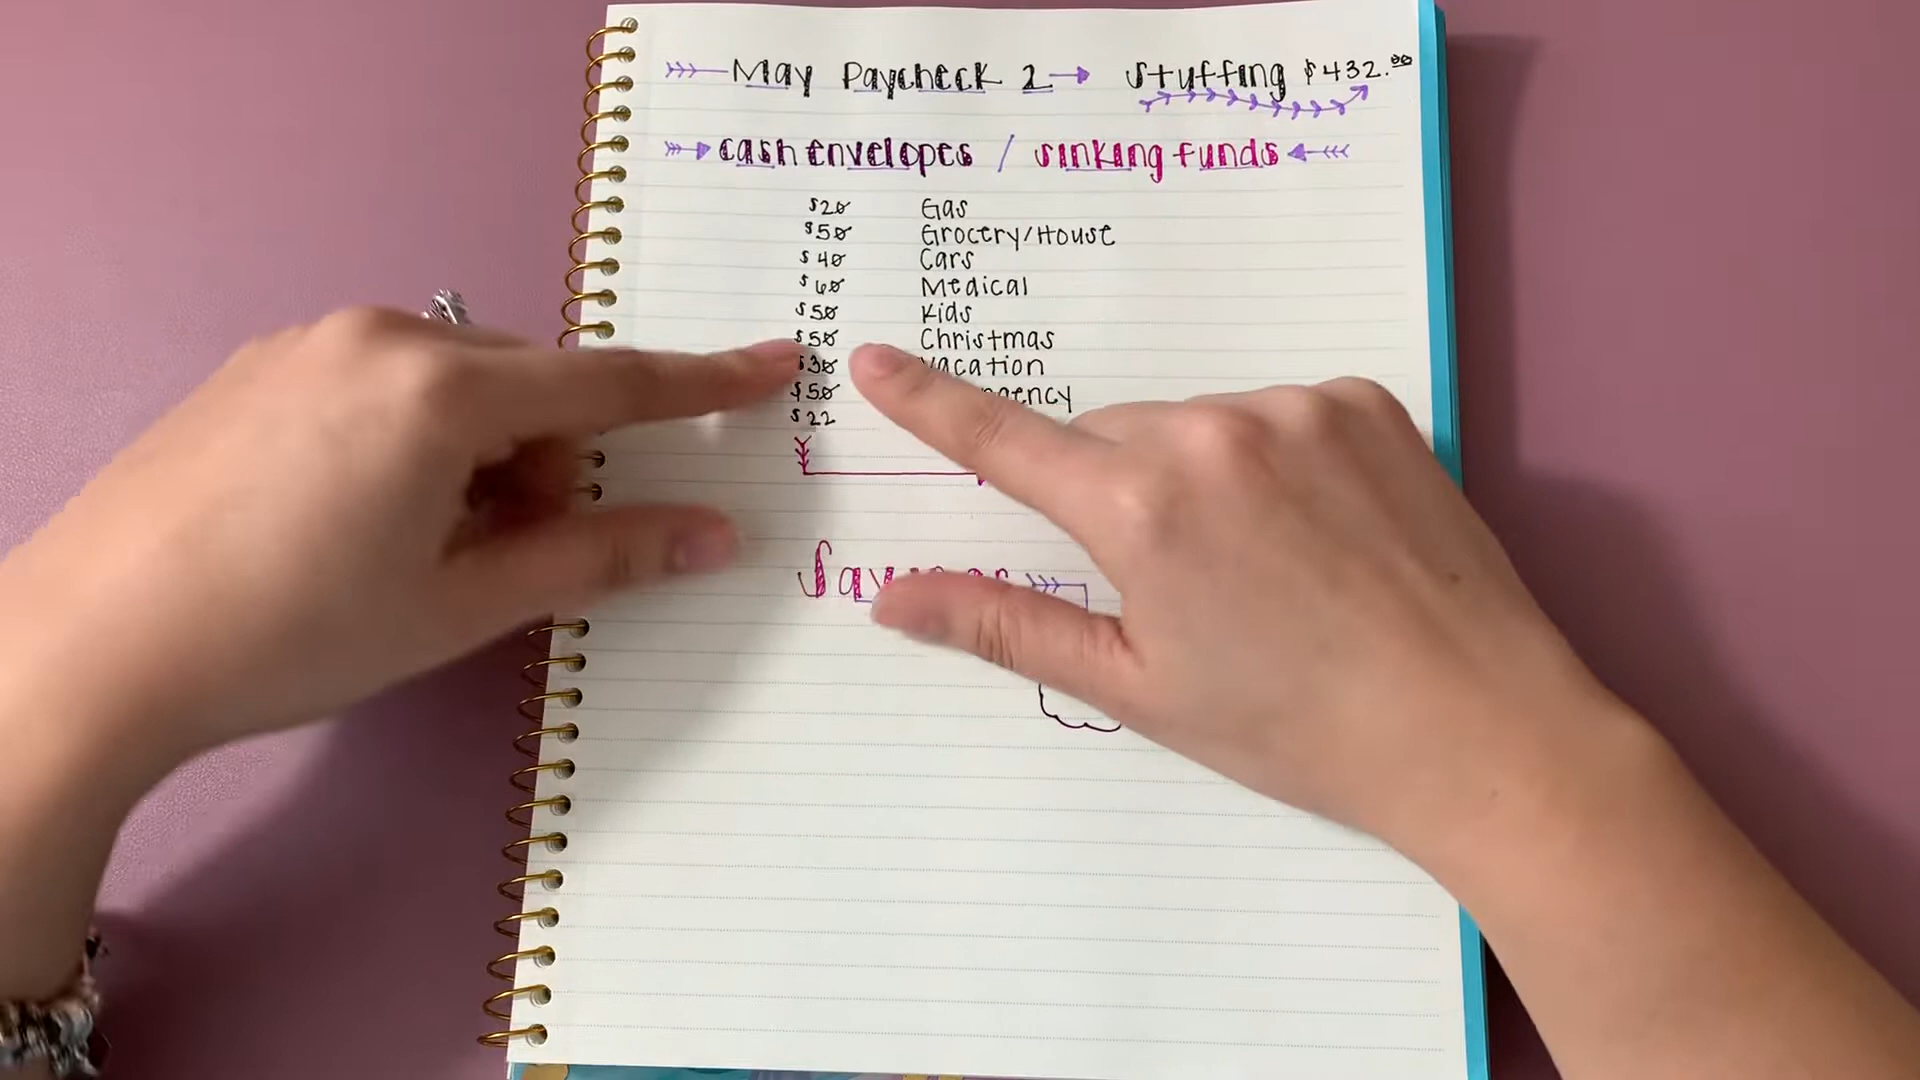 May Paycheck 2 stuffing $432.00
cash envelopes / sinking funds
$20 Gas
$50 Grocery/House
$40 Cars
$60 Medical
$50 Kids
$50 Christmas
$30 Vacation
$50
$22